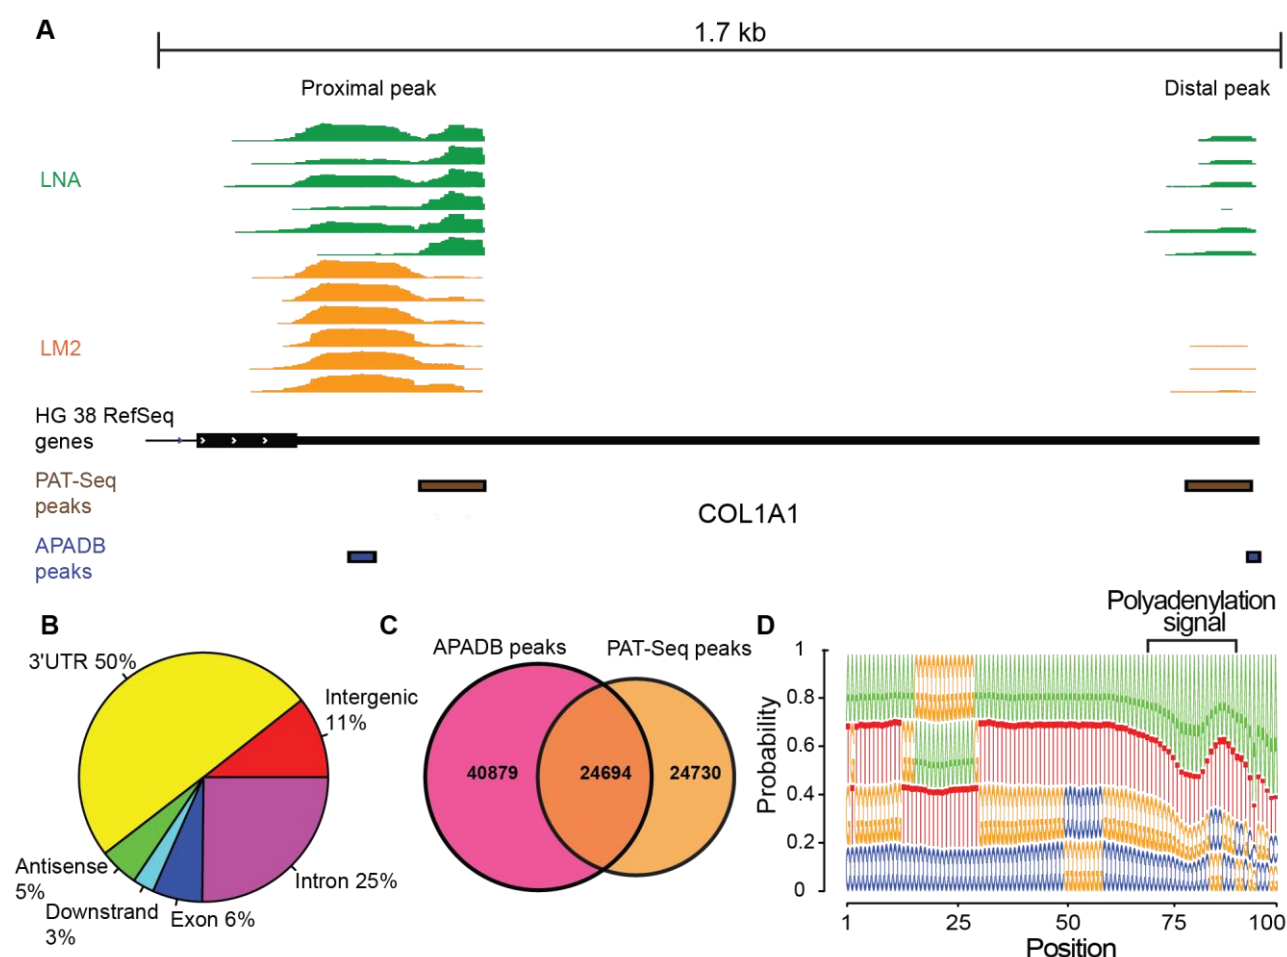 A
1.7 kb
Proximal peak
Distal peak
LNA
LM2
HG 38 RefSeq
genes
PAT-Seq
peaks
COL1A1
APADB
peaks
B
3'UTR 50%
Intergenic
11%
Antisense
5%
Downstrand
3%
Exon 6%
Intron 25%
C
APADB peaks
PAT-Seq peaks
40879
24694
24730
D
Polyadenylation
signal
Probability
1
0.8
0.6
0.4
0.2
0
1
25
50
75
100
Position